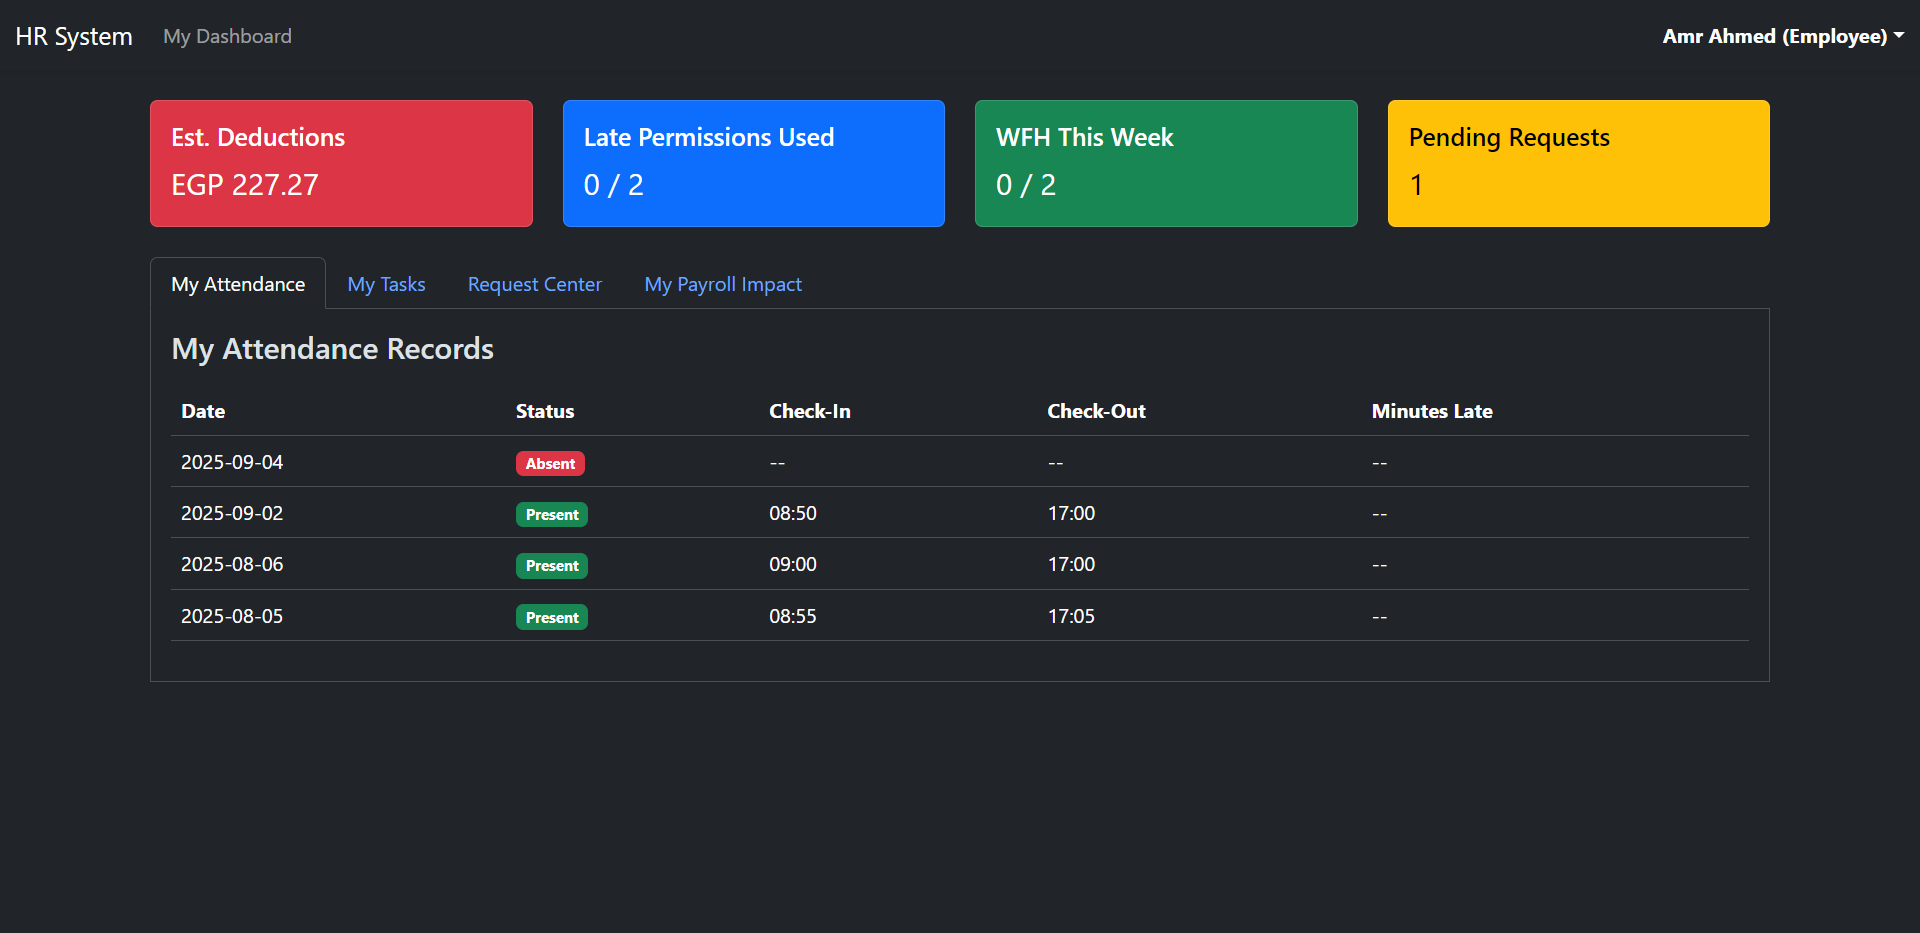 HR System My Dashboard Amr Ahmed (Employee)
Est. Deductions
EGP 227.27
Late Permissions Used
0 / 2
WFH This Week
0 / 2
Pending Requests
1
My Attendance My Tasks Request Center My Payroll Impact
My Attendance Records
Date Status Check-In Check-Out Minutes Late
2025-09-04 Absent -- -- --
2025-09-02 Present 08:50 17:00 --
2025-08-06 Present 09:00 17:00 --
2025-08-05 Present 08:55 17:05 --